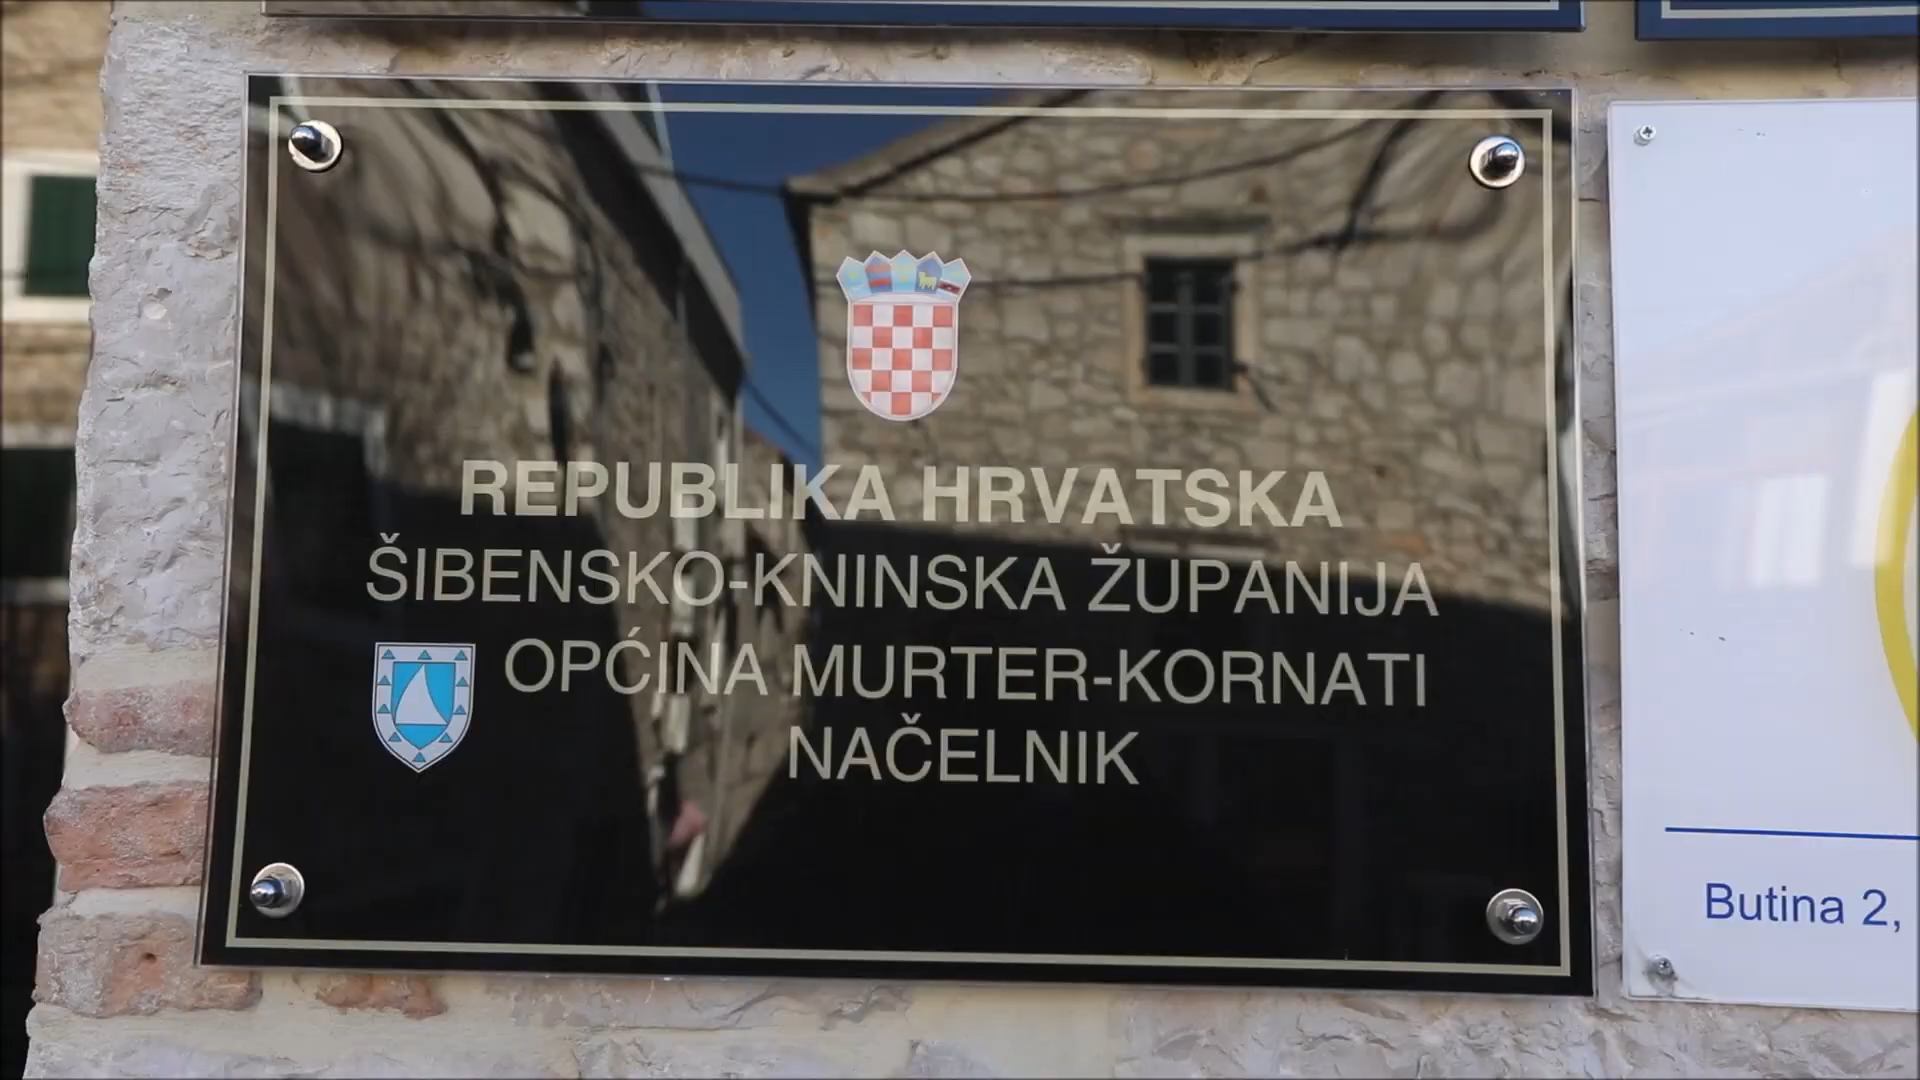 REPUBLIKA HRVATSKA
ŠIBENSKO-KNINSKA ŽUPANIJA
OPĆINA MURTER-KORNATI
NAČELNIK
Butina 2,